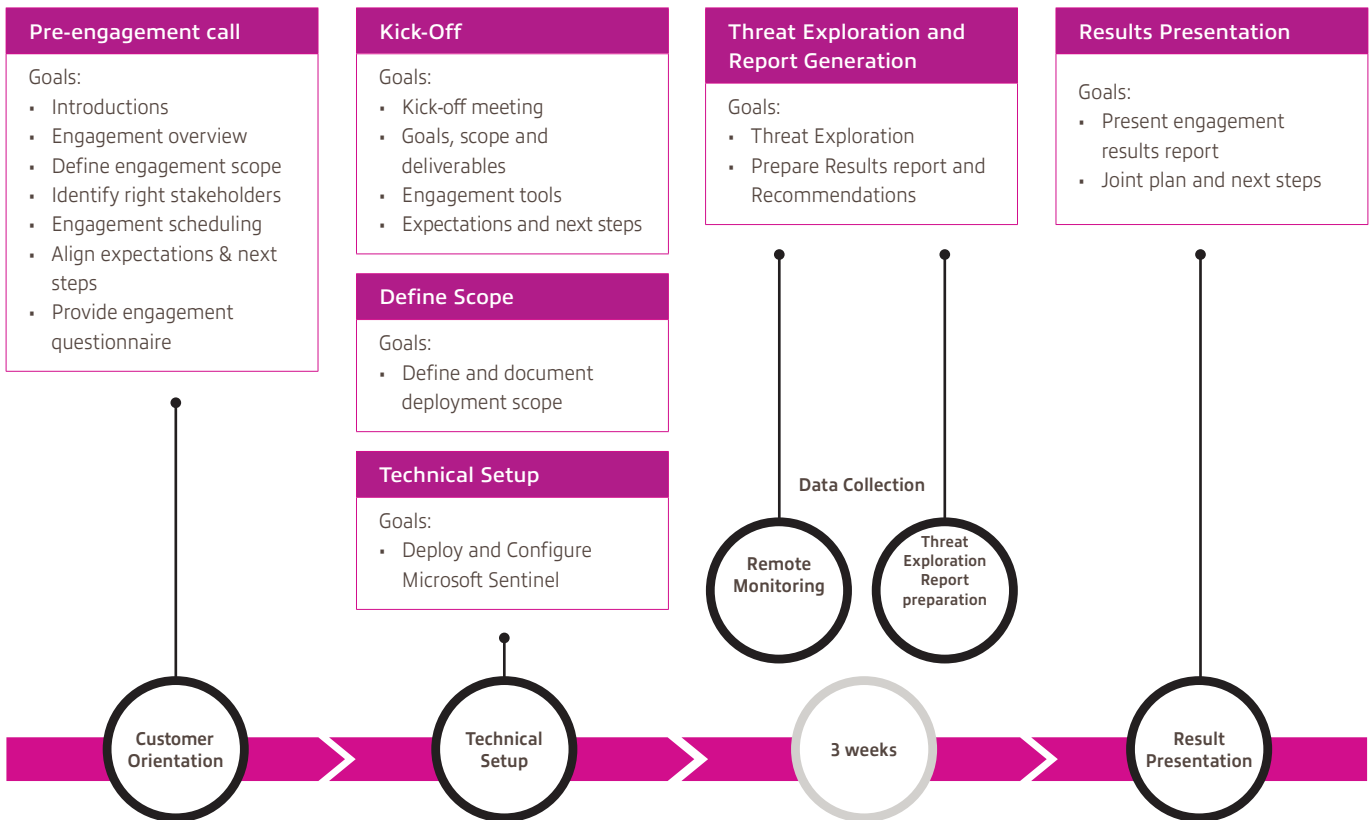 Pre-engagement call
Goals:
▪ Introductions
▪ Engagement overview
▪ Define engagement scope
▪ Identify right stakeholders
▪ Engagement scheduling
▪ Align expectations & next
steps
▪ Provide engagement
questionnaire
Kick-Off
Goals:
▪ Kick-off meeting
▪ Goals, scope and
deliverables
▪ Engagement tools
▪ Expectations and next steps
Define Scope
Goals:
▪ Define and document
deployment scope
Technical Setup
Goals:
▪ Deploy and Configure
Microsoft Sentinel
Threat Exploration and
Report Generation
Goals:
▪ Threat Exploration
▪ Prepare Results report and
Recommendations
Results Presentation
Goals:
▪ Present engagement
results report
▪ Joint plan and next steps
Data Collection
Remote
Monitoring
Threat
Exploration
Report
preparation
Customer
Orientation
Technical
Setup
3 weeks
Result
Presentation